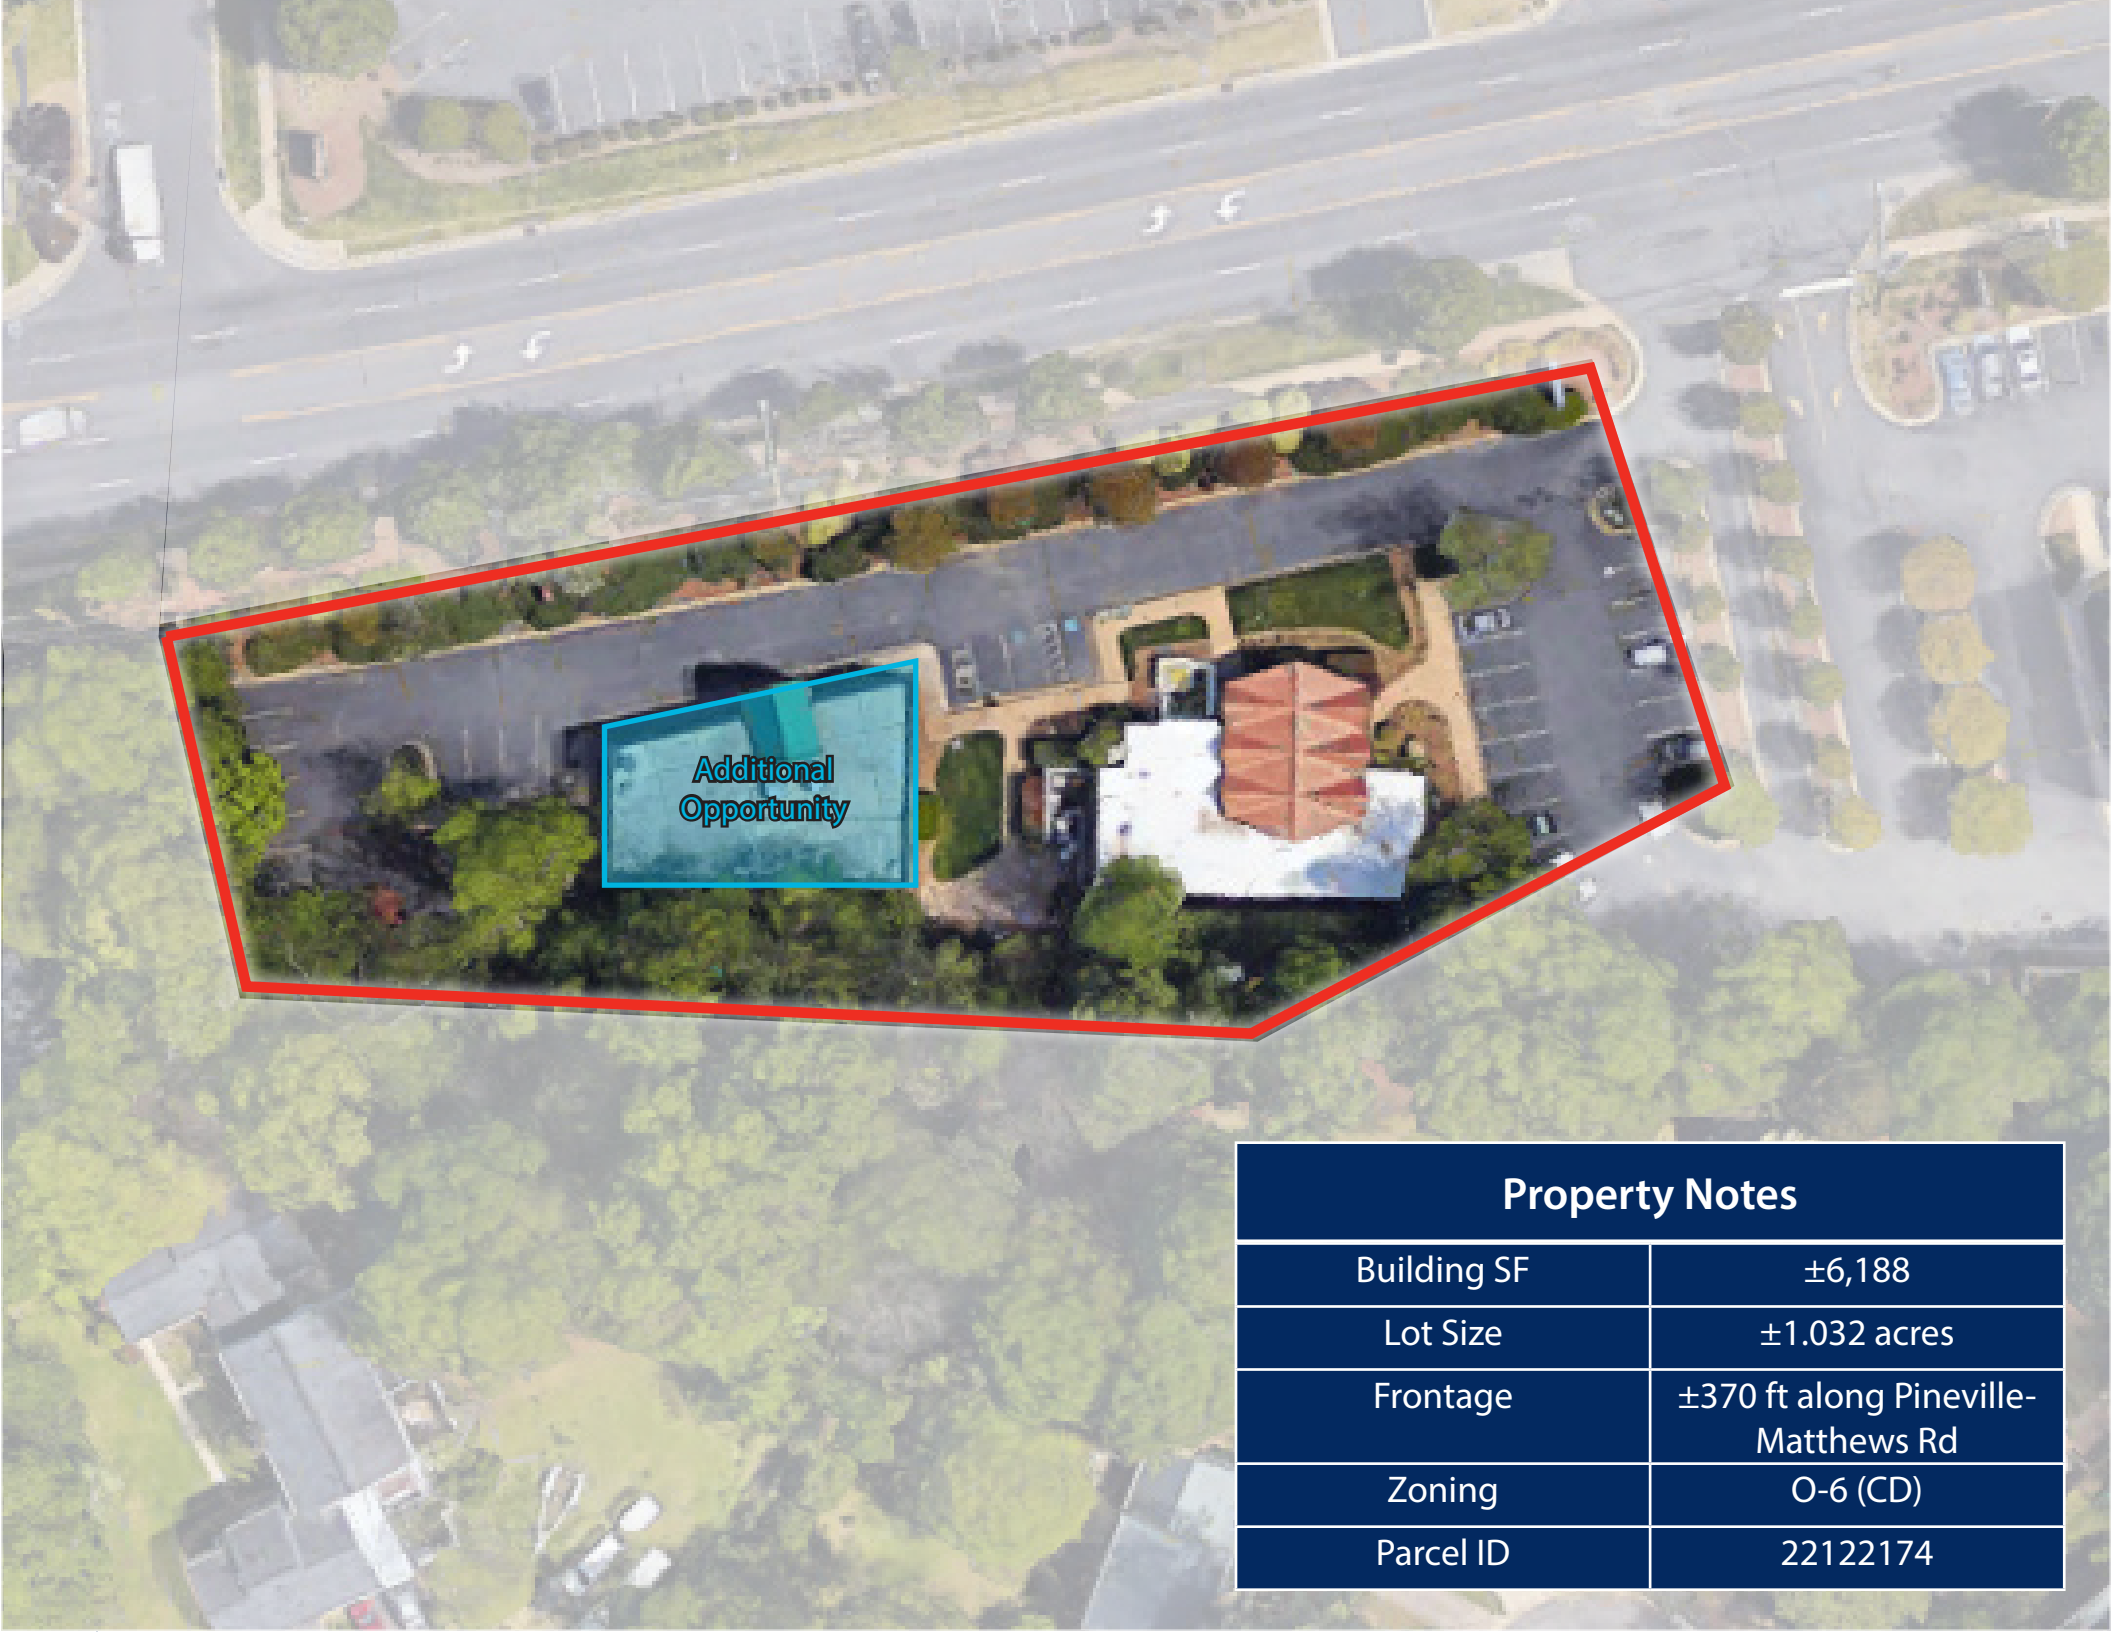 Additional
Opportunity
Property Notes
Building SF ±6,188
Lot Size ±1.032 acres
Frontage ±370 ft along Pineville-
Matthews Rd
Zoning O-6 (CD)
Parcel ID 22122174